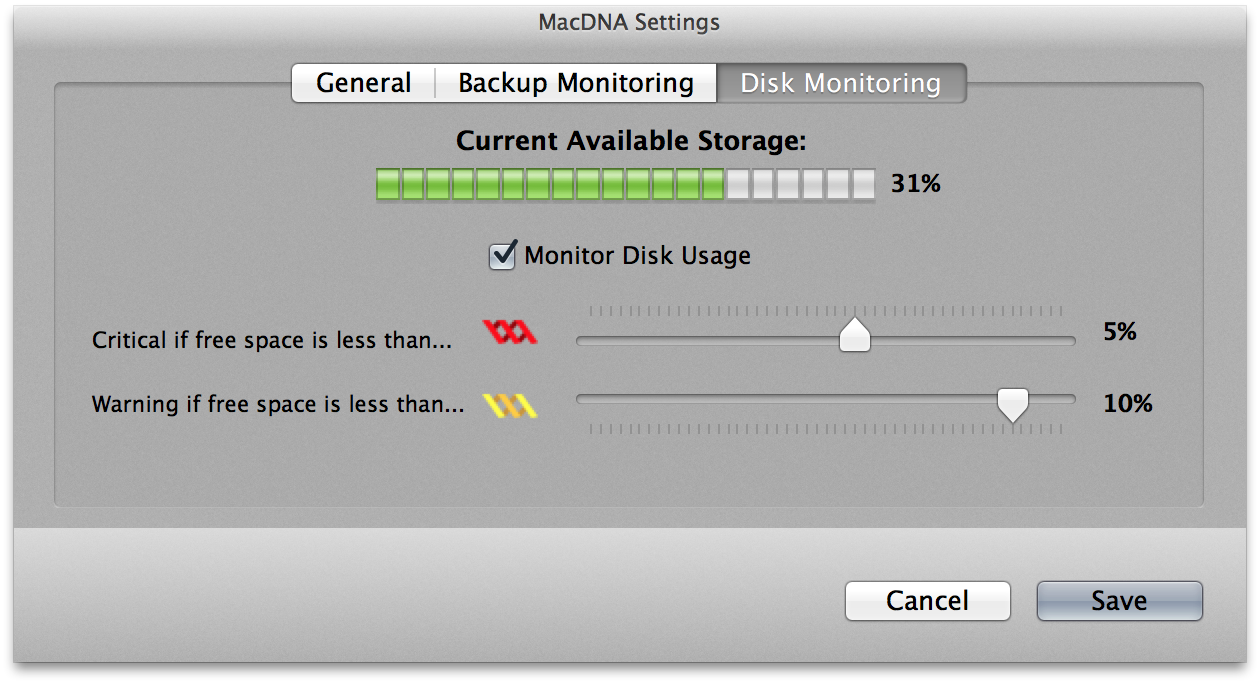 MacDNA Settings
General Backup Monitoring Disk Monitoring
Current Available Storage:
31%
Monitor Disk Usage
Critical if free space is less than... 5%
Warning if free space is less than... 10%
Cancel Save